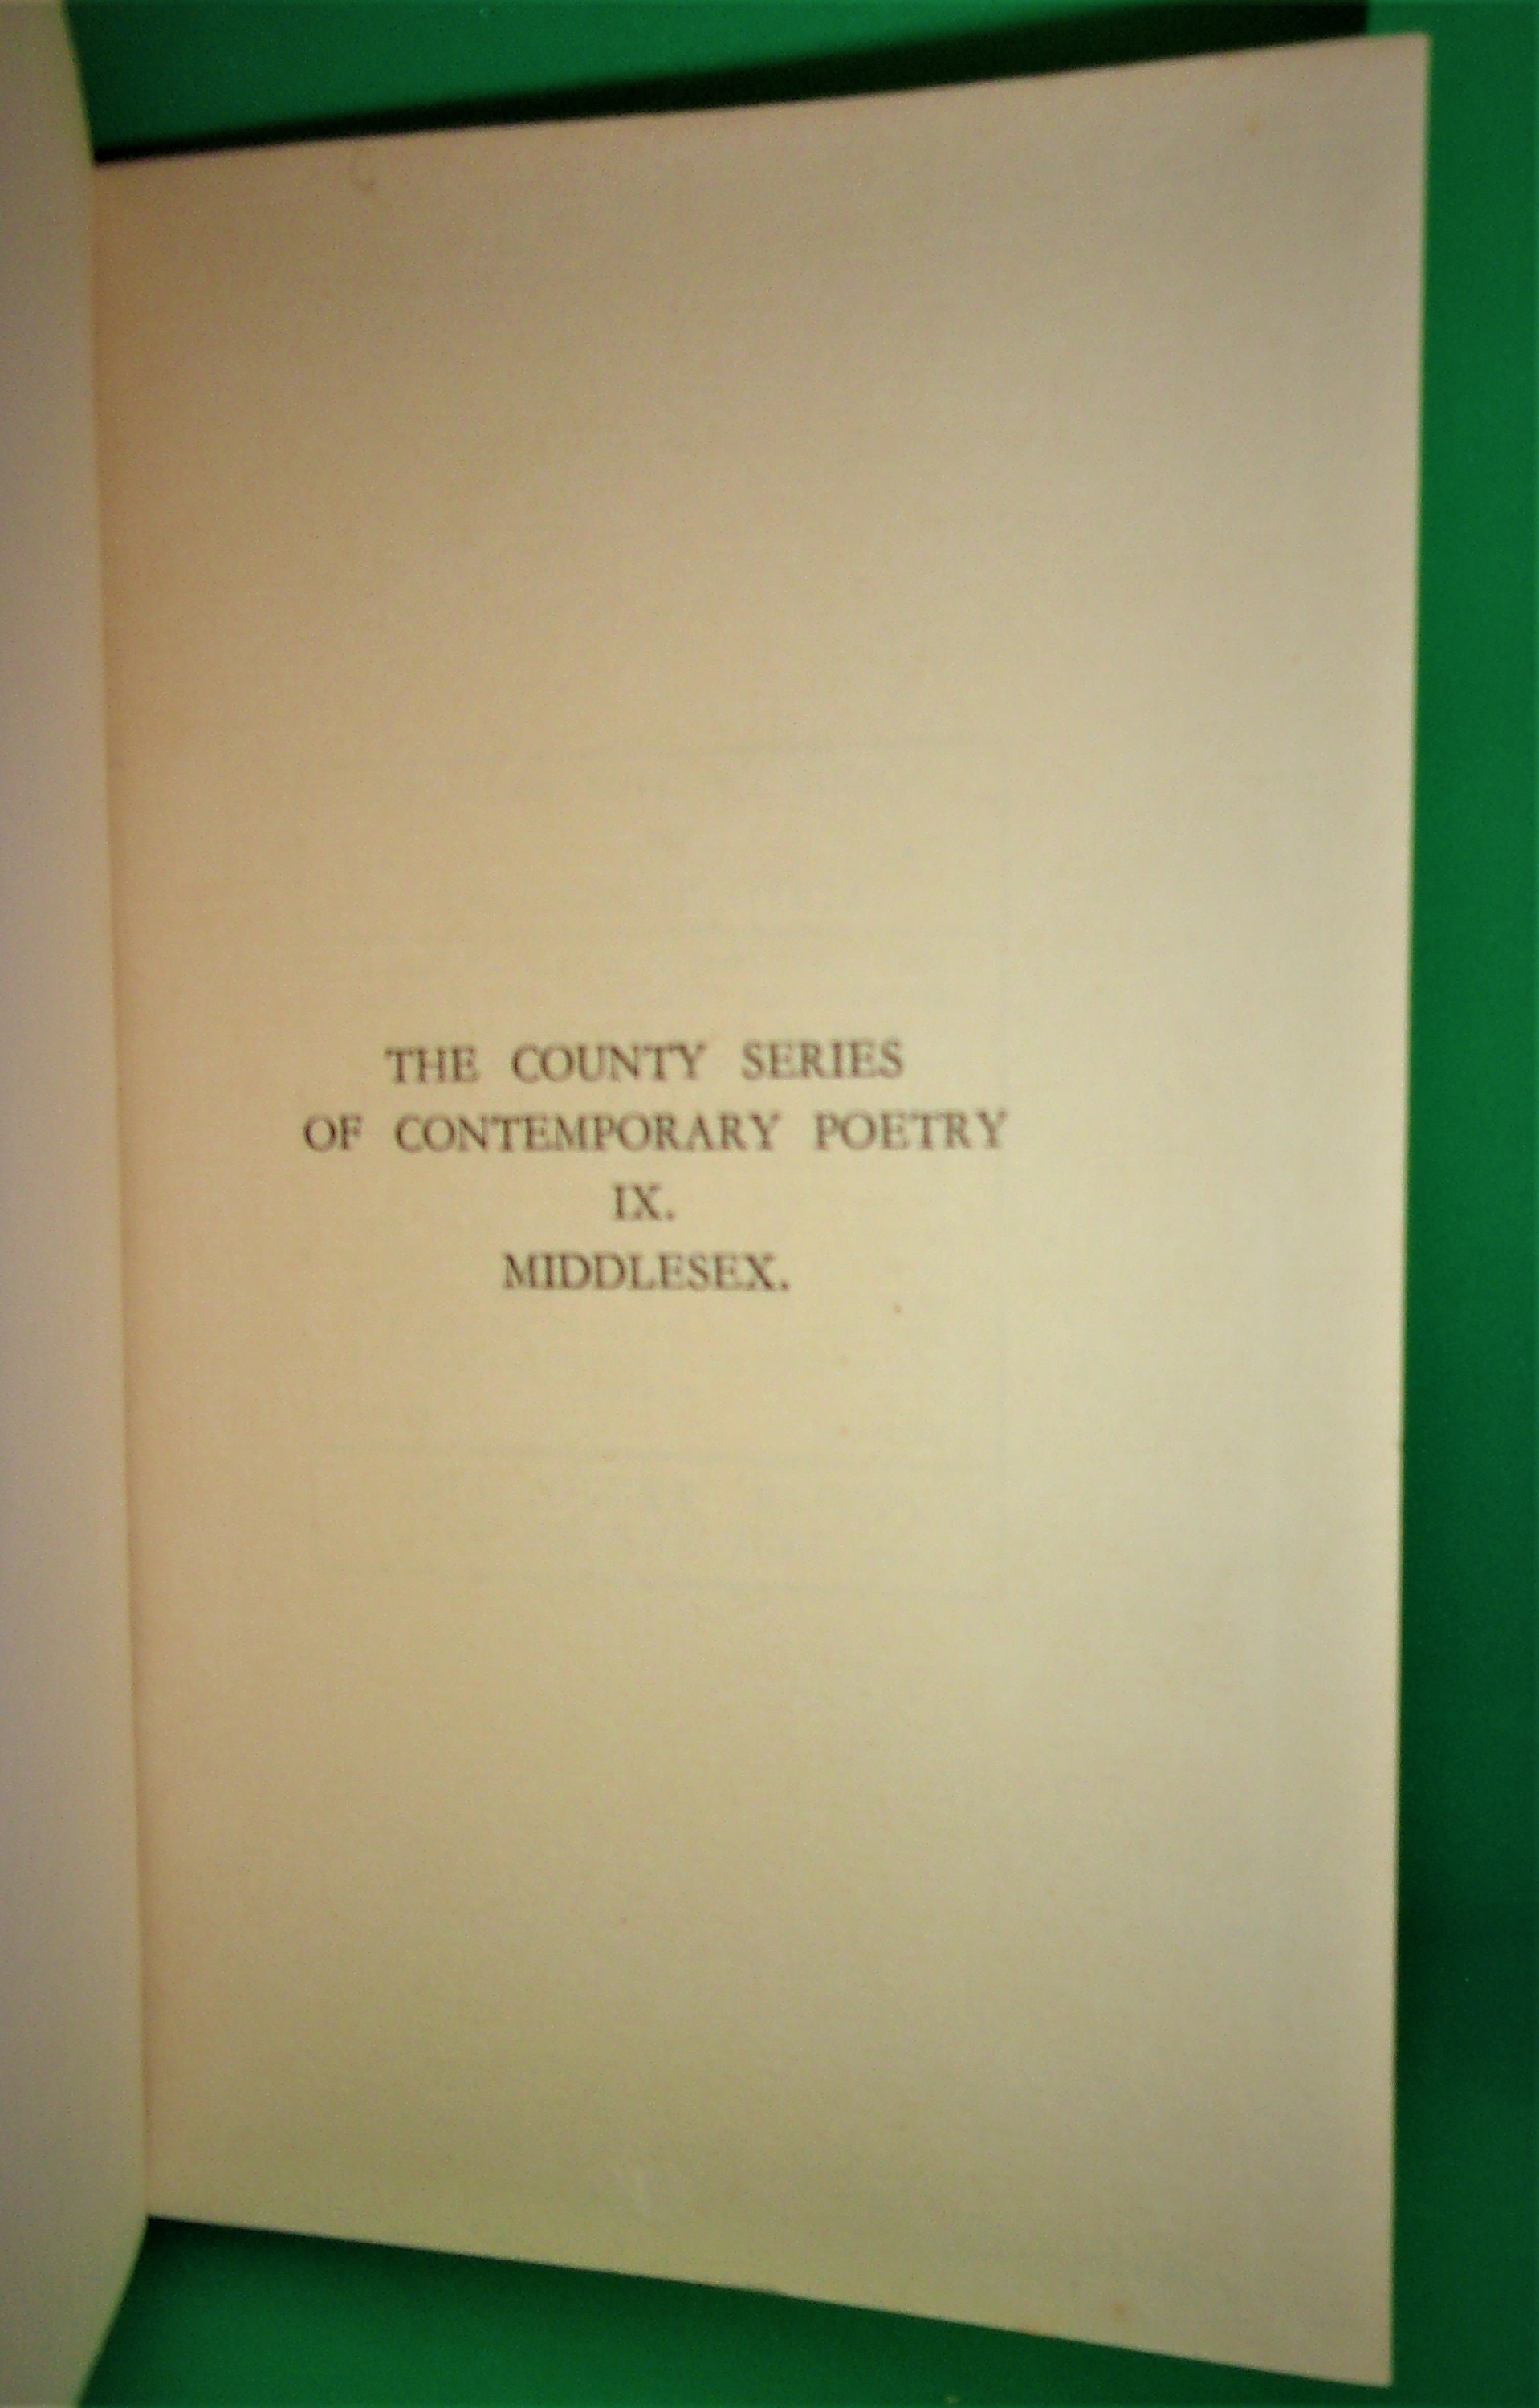 THE COUNTY SERIES
OF CONTEMPORARY POETRY
IX.
MIDDLESEX.